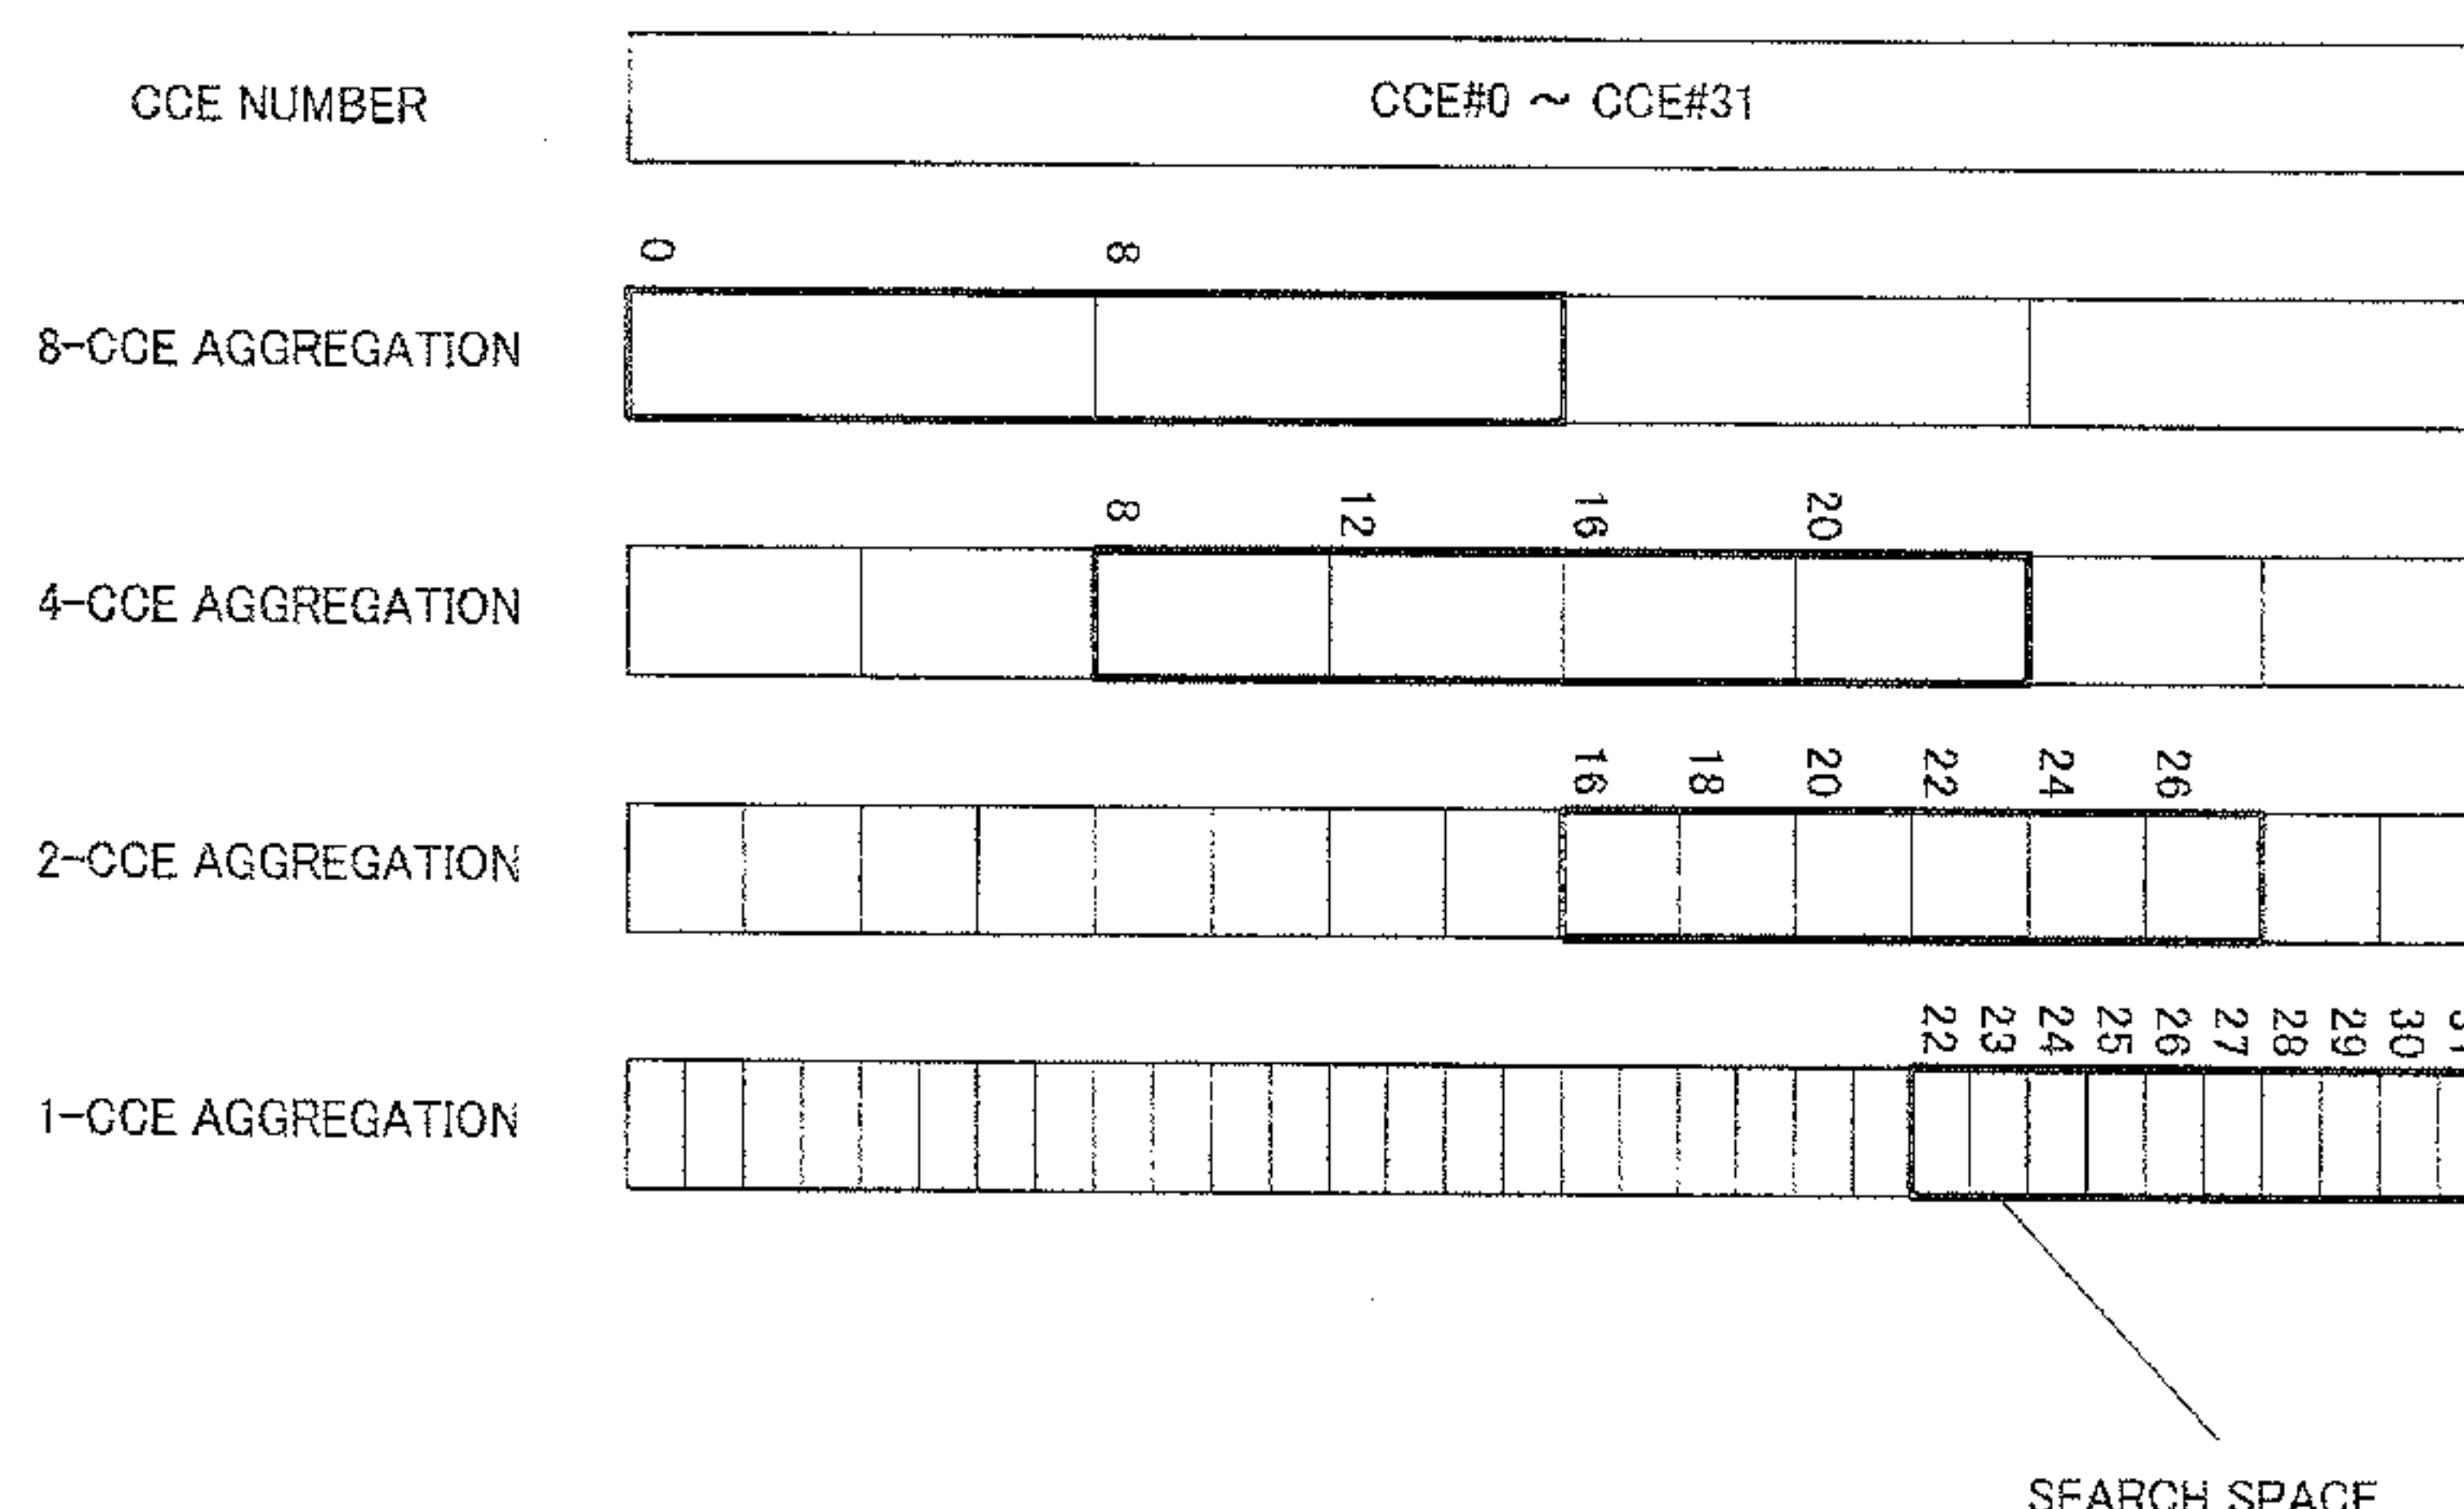 CCE NUMBER
CCE#0 ~ CCE#31
0 8
8-CCE AGGREGATION
8 12 16 20
4-CCE AGGREGATION
16 18 20 22 24 26
2-CCE AGGREGATION
22 23 24 25 26 27 28 29 30
1-CCE AGGREGATION
SEARCH SPACE